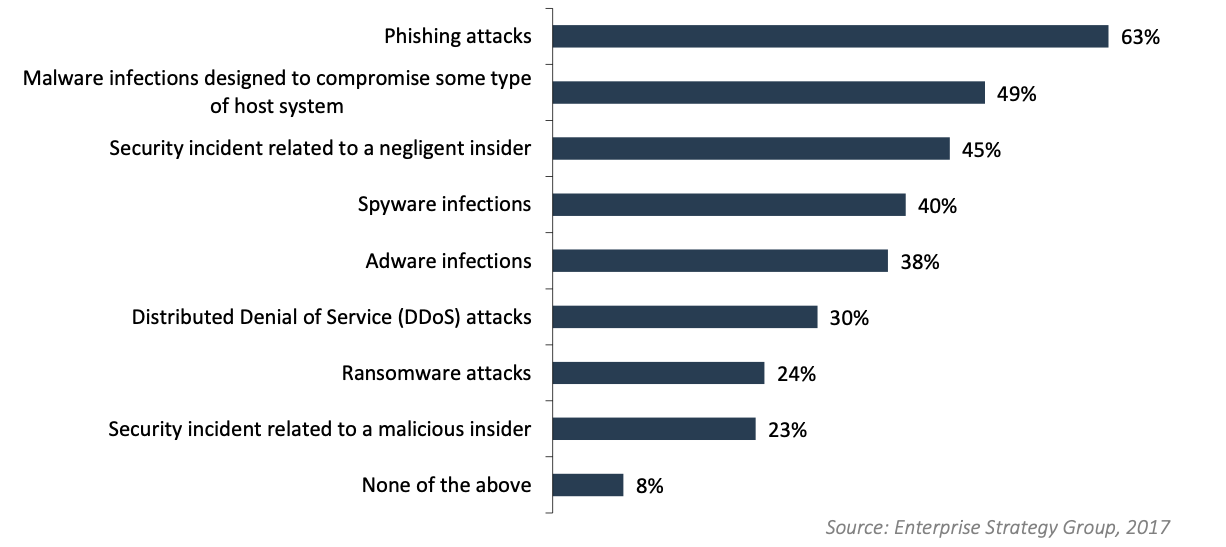 Phishing attacks
63%
Malware infections designed to compromise some type
of host system
49%
Security incident related to a negligent insider
45%
Spyware infections
40%
Adware infections
38%
Distributed Denial of Service (DDoS) attacks
30%
Ransomware attacks
24%
Security incident related to a malicious insider
23%
None of the above
8%
Source: Enterprise Strategy Group, 2017